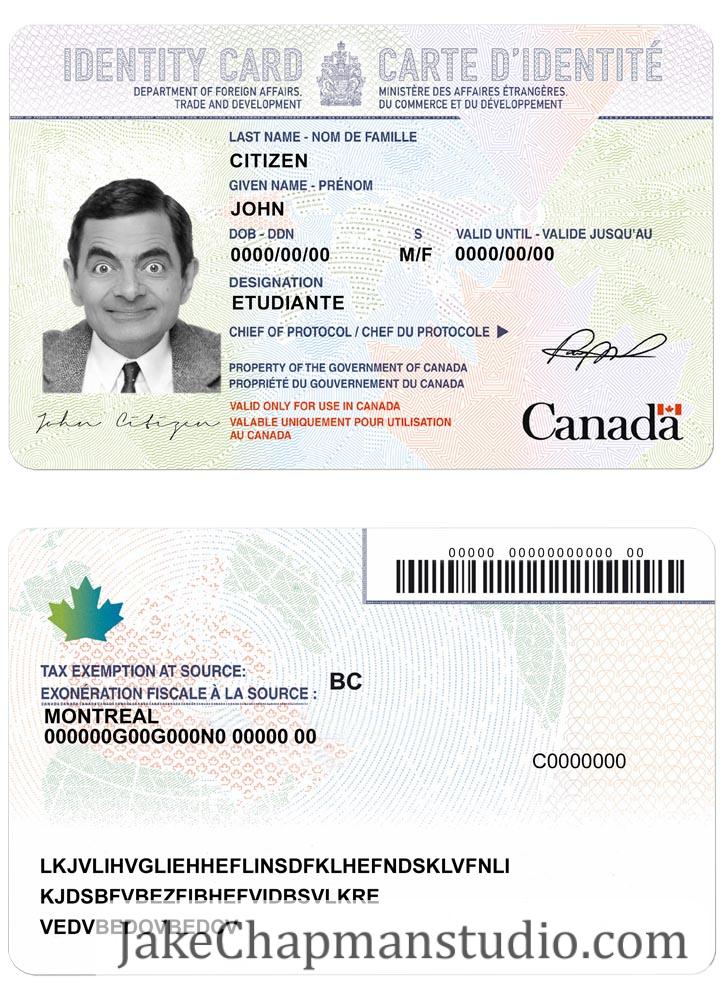 IDENTITY CARD CARTE D'IDENTITÉ
DEPARTMENT OF FOREIGN AFFAIRS, MINISTÈRE DES AFFAIRES ÉTRANGÈRES,
TRADE AND DEVELOPMENT DU COMMERCE ET DU DÉVELOPPEMENT
LAST NAME - NOM DE FAMILLE
CITIZEN
GIVEN NAME - PRÉNOM
JOHN
DOB - DDN S VALID UNTIL - VALIDE JUSQU'AU
0000/00/00 M/F 0000/00/00
DESIGNATION
ETUDIANTE
CHIEF OF PROTOCOL / CHEF DU PROTOCOLE
PROPERTY OF THE GOVERNMENT OF CANADA
PROPRIÉTÉ DU GOUVERNEMENT DU CANADA
VALID ONLY FOR USE IN CANADA
VALABLE UNIQUEMENT POUR UTILISATION
AU CANADA
John Citizen
Canada
00000 00000000000 00
TAX EXEMPTION AT SOURCE:
EXONÉRATION FISCALE À LA SOURCE : BC
MONTREAL
000000G00G000N0 00000 00
C0000000
LKJVLIHVGLIEHHEFLINSDFKLHEFNDSKLVFNLI
KJDSBFVBEZFIBHEFVIDBSVLKRE
VEDVBEDOVBEDOV
JakeChapmanstudio.com